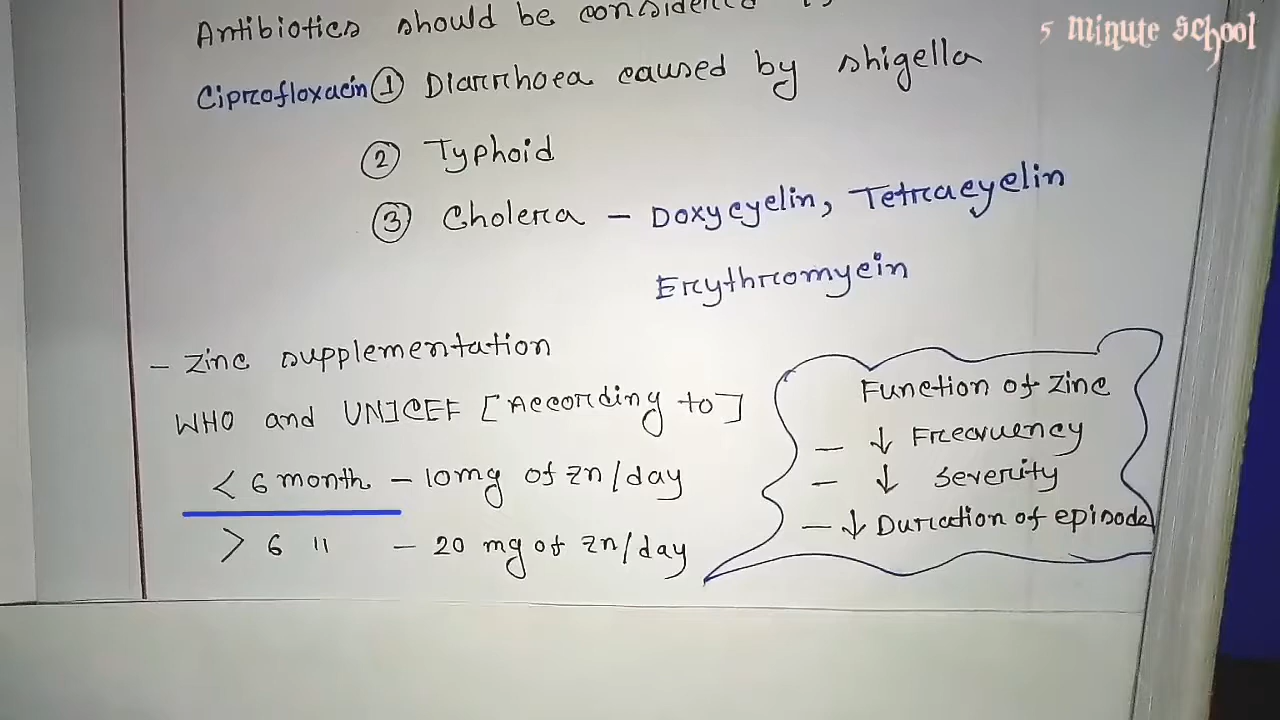 5 Minute School
Antibiotics should be considered
Ciprofloxacin ① Diarrhoea caused by shigella
② Typhoid
③ Cholera – Doxycyclin, Tetracyclin
Erythromycin
– Zinc supplementation
WHO and UNICEF [According to]
< 6 month – 10mg of zn/day
> 6 " – 20 mg of zn/day
Function of Zinc
– ↓ Frequency
– ↓ Severity
– ↓ Duration of episode